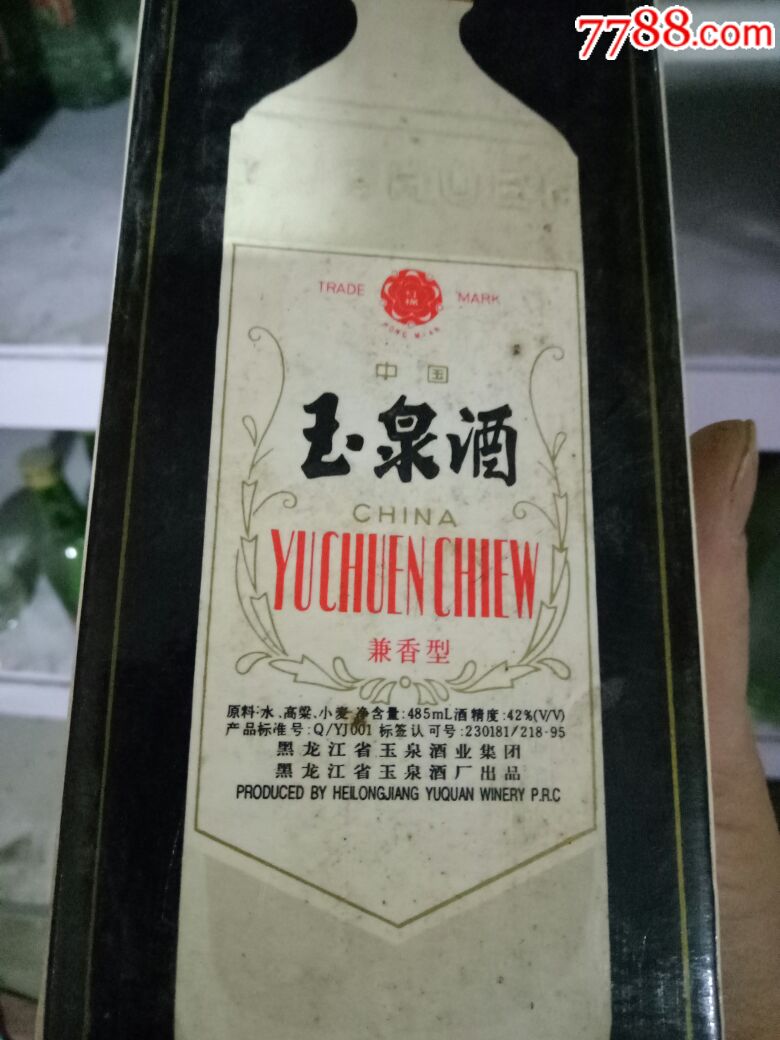 7788.com
TRADE MARK
HONG MIAN
中国
玉泉酒
CHINA
YUCHUEN CHIEW
兼香型
原料:水、高粱、小麦 净含量:485mL 酒精度:42%(V/V)
产品标准号:Q/YJ001 标签认可号:230181/218-95
黑龙江省玉泉酒业集团
黑龙江省玉泉酒厂出品
PRODUCED BY HEILONGJIANG YUQUAN WINERY P.R.C